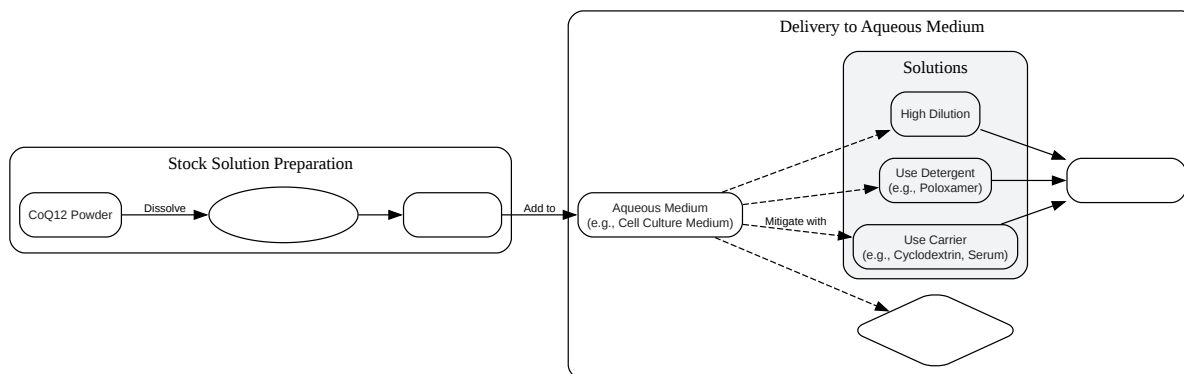 Delivery to Aqueous Medium
Solutions
High Dilution
Stock Solution Preparation
Use Detergent
(e.g., Poloxamer)
CoQ12 Powder
Dissolve
Add to
Aqueous Medium
(e.g., Cell Culture Medium)
Mitigate with
Use Carrier
(e.g., Cyclodextrin, Serum)